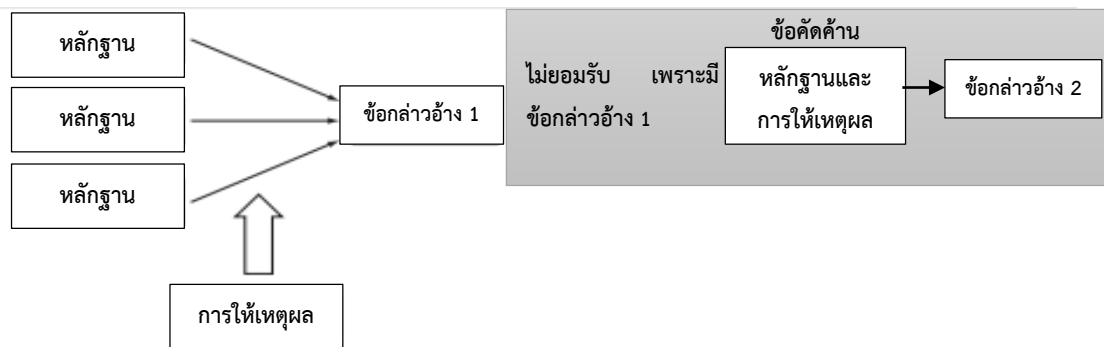 หลักฐาน
หลักฐาน
หลักฐาน
การให้เหตุผล
ข้อกล่าวอ้าง 1
ข้อคัดค้าน
ไม่ยอมรับ เพราะมี
ข้อกล่าวอ้าง 1
หลักฐานและ
การให้เหตุผล
ข้อกล่าวอ้าง 2